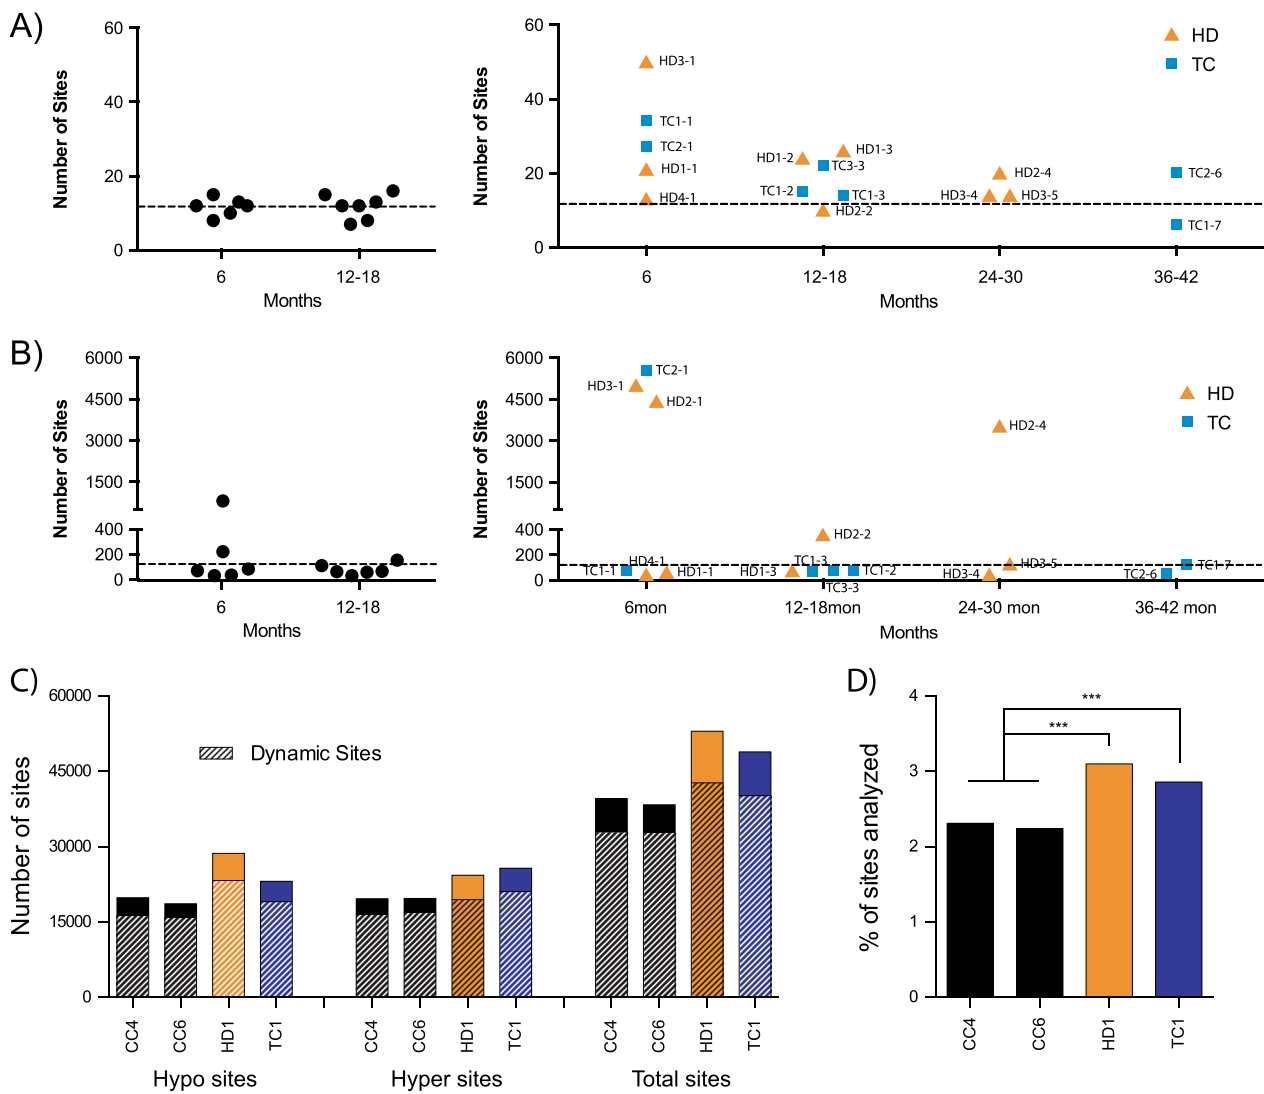 A)
60
40
20
0
Number of Sites
6
12-18
Months
60
40
20
0
Number of Sites
HD
TC
HD3-1
TC1-1
TC2-1
HD1-1
HD4-1
HD1-2
HD1-3
TC3-3
TC1-2
TC1-3
HD2-2
HD2-4
HD3-4
HD3-5
TC2-6
TC1-7
6
12-18
24-30
36-42
Months
B)
6000
4500
3000
1500
400
200
0
Number of Sites
6
12-18
Months
6000
4500
3000
1500
400
200
0
Number of Sites
HD
TC
TC2-1
HD3-1
HD2-1
HD2-4
HD2-2
HD4-1
TC1-1
HD1-1
TC1-3
HD1-3
TC1-2
TC3-3
HD3-5
HD3-4
TC1-7
TC2-6
6mon
12-18mon
24-30 mon
36-42 mon
Months
C)
60000
45000
30000
15000
0
Number of sites
Dynamic Sites
CC4
CC6
HD1
TC1
CC4
CC6
HD1
TC1
CC4
CC6
HD1
TC1
Hypo sites
Hyper sites
Total sites
D)
4
3
2
1
0
% of sites analyzed
***
***
CC4
CC6
HD1
TC1